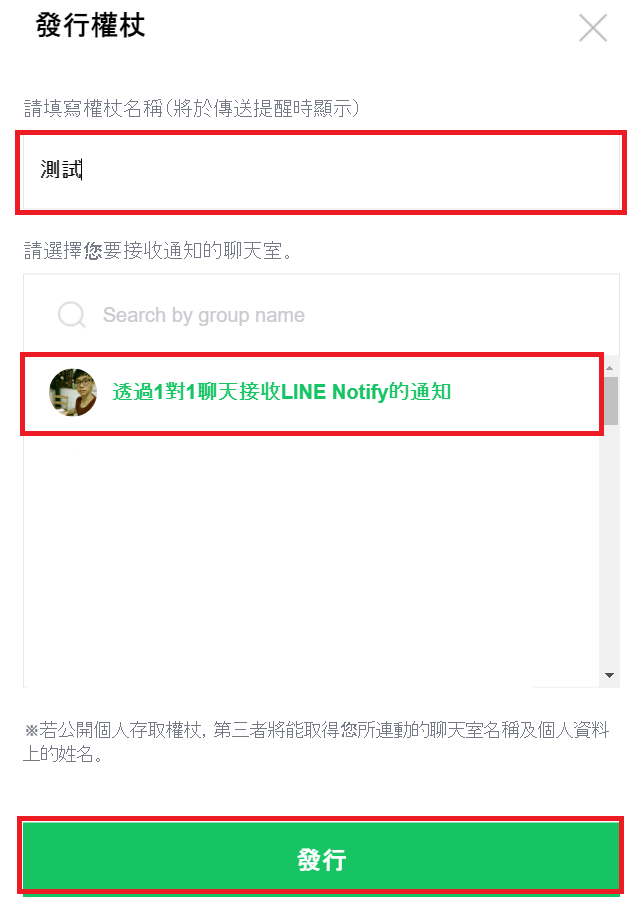 發行權杖
請填寫權杖名稱(將於傳送提醒時顯示)
測試
請選擇您要接收通知的聊天室。
Search by group name
透過1對1聊天接收LINE Notify的通知
※若公開個人存取權杖, 第三者將能取得您所連動的聊天室名稱及個人資料
上的姓名。
發行